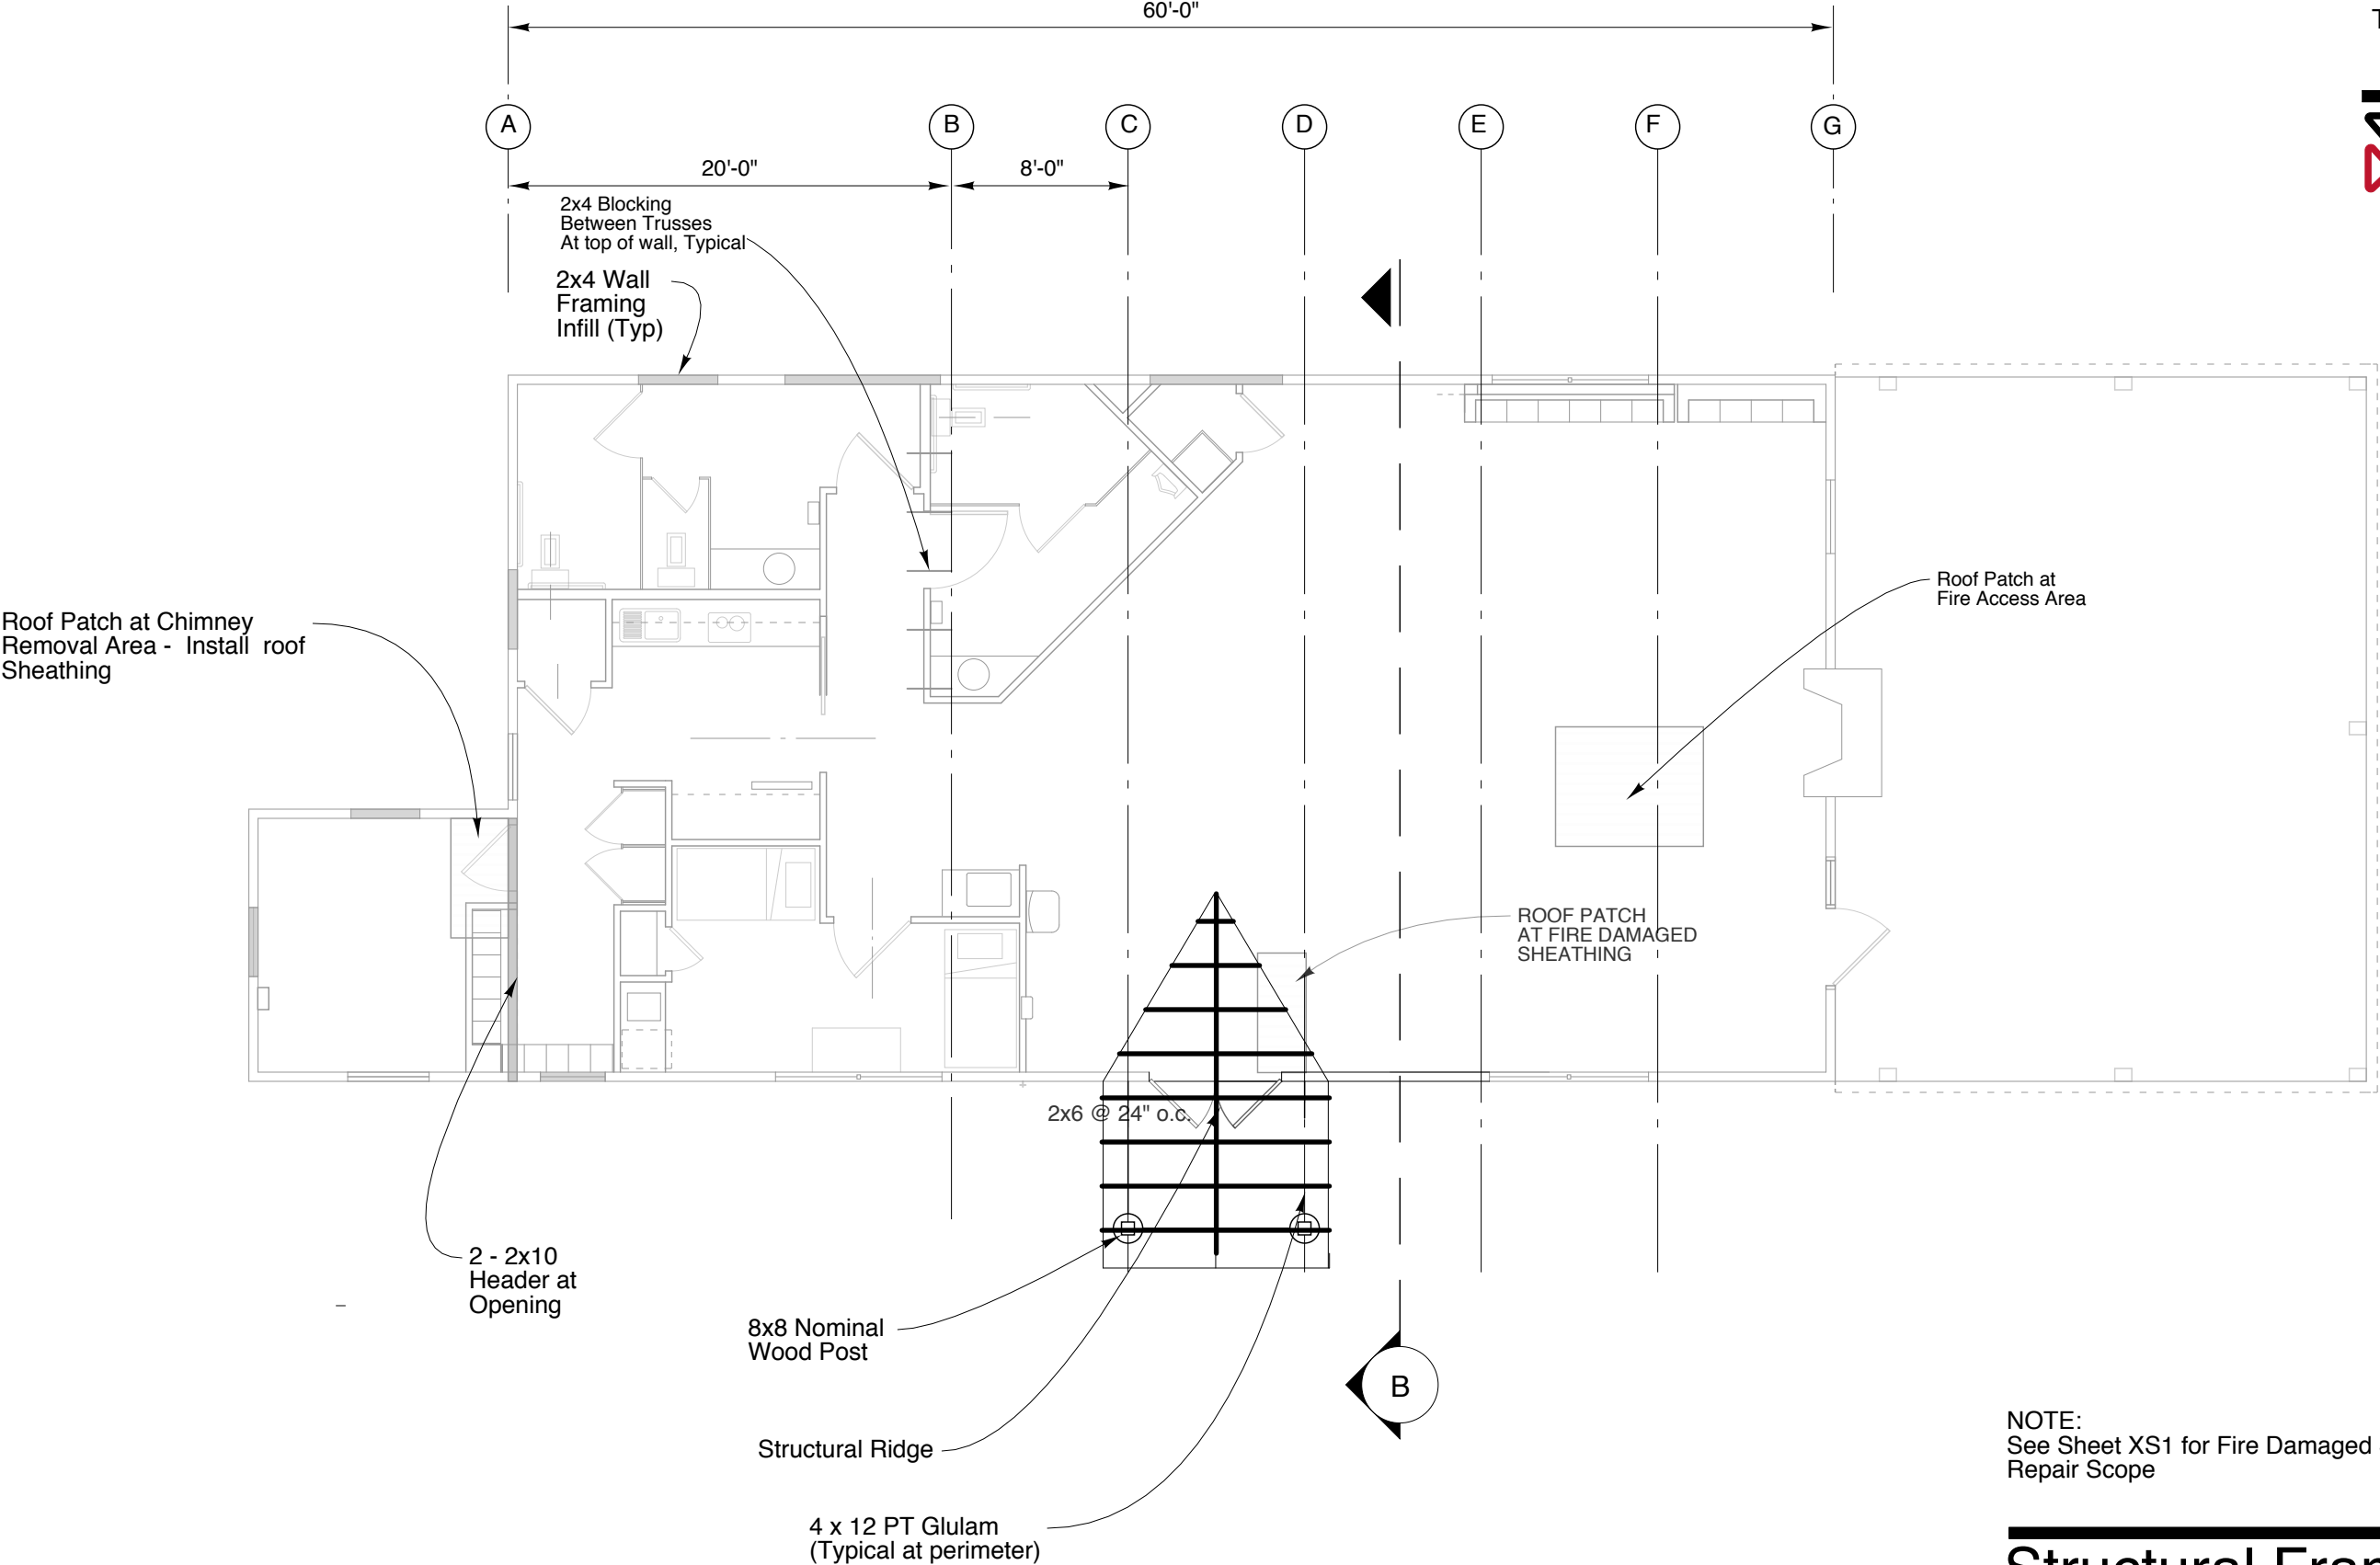 60'-0"
T
A
B
C
D
E
F
G
20'-0"
8'-0"
2x4 Blocking
Between Trusses
At top of wall, Typical
2x4 Wall
Framing
Infill (Typ)
Roof Patch at
Fire Access Area
Roof Patch at Chimney
Removal Area - Install roof
Sheathing
ROOF PATCH
AT FIRE DAMAGED
SHEATHING
2x6 @ 24" o.c.
2 - 2x10
Header at
Opening
8x8 Nominal
Wood Post
B
Structural Ridge
NOTE:
See Sheet XS1 for Fire Damaged
Repair Scope
4 x 12 PT Glulam
(Typical at perimeter)
Structural